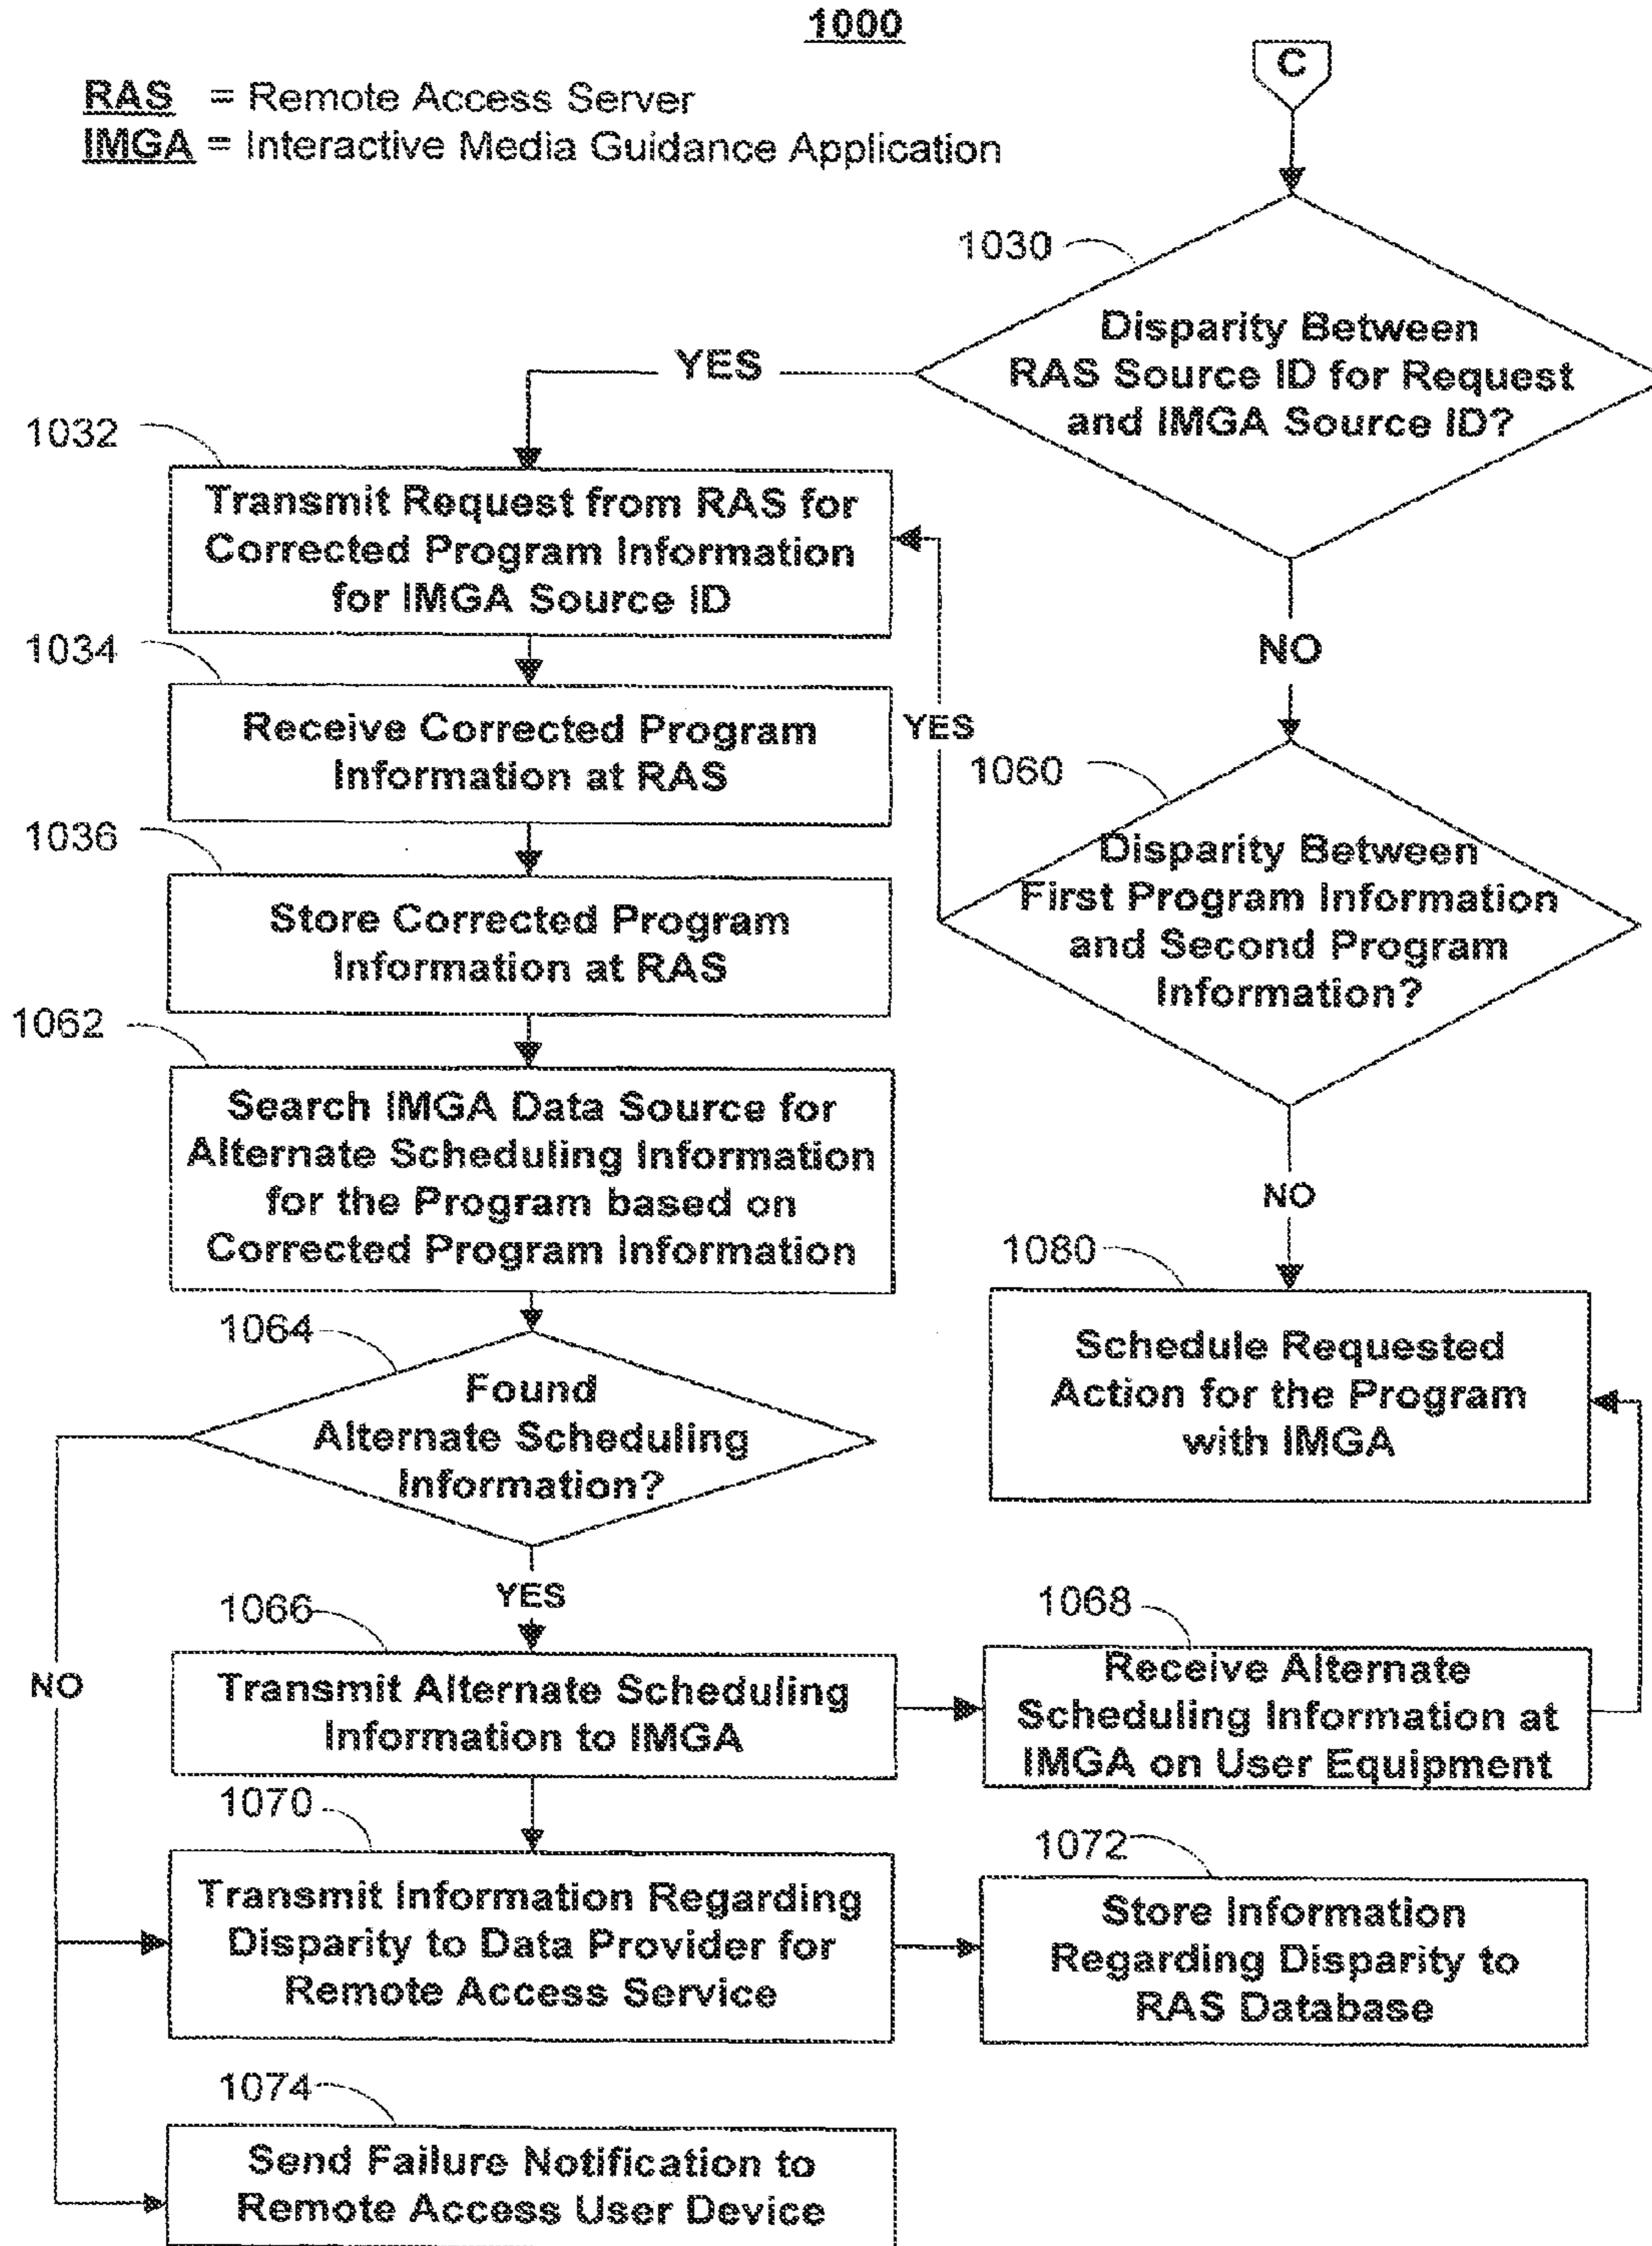 1000
C
RAS = Remote Access Server
IMGA = Interactive Media Guidance Application
1030
Disparity Between
RAS Source ID for Request
and IMGA Source ID?
YES
1032
Transmit Request from RAS for
Corrected Program Information
for IMGA Source ID
NO
1034
Receive Corrected Program
Information at RAS
YES
1060
Disparity Between
First Program Information
and Second Program
Information?
1036
Store Corrected Program
Information at RAS
1062
Search IMGA Data Source for
Alternate Scheduling Information
for the Program based on
Corrected Program Information
NO
1080
Schedule Requested
Action for the Program
with IMGA
1064
Found
Alternate Scheduling
Information?
YES
NO
1066
Transmit Alternate Scheduling
Information to IMGA
1068
Receive Alternate
Scheduling Information at
IMGA on User Equipment
1070
Transmit Information Regarding
Disparity to Data Provider for
Remote Access Service
1072
Store Information
Regarding Disparity to
RAS Database
1074
Send Failure Notification to
Remote Access User Device